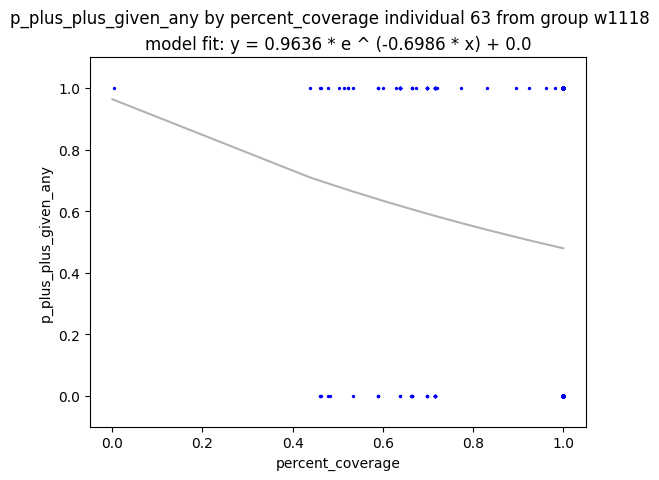 p_plus_plus_given_any by percent_coverage individual 63 from group w1118
model fit: y = 0.9636 * e ^ (-0.6986 * x) + 0.0
1.0
0.8
0.6
0.4
0.2
0.0
p_plus_plus_given_any
0.0 0.2 0.4 0.6 0.8 1.0
percent_coverage